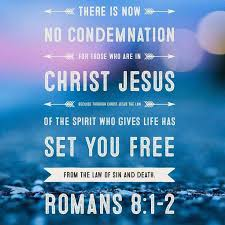 THERE IS NOW
NO CONDEMNATION
FOR THOSE WHO ARE IN
CHRIST JESUS
BECAUSE THROUGH CHRIST JESUS THE LAW
OF THE SPIRIT WHO GIVES LIFE HAS
SET YOU FREE
FROM THE LAW OF SIN AND DEATH.
ROMANS 8:1-2